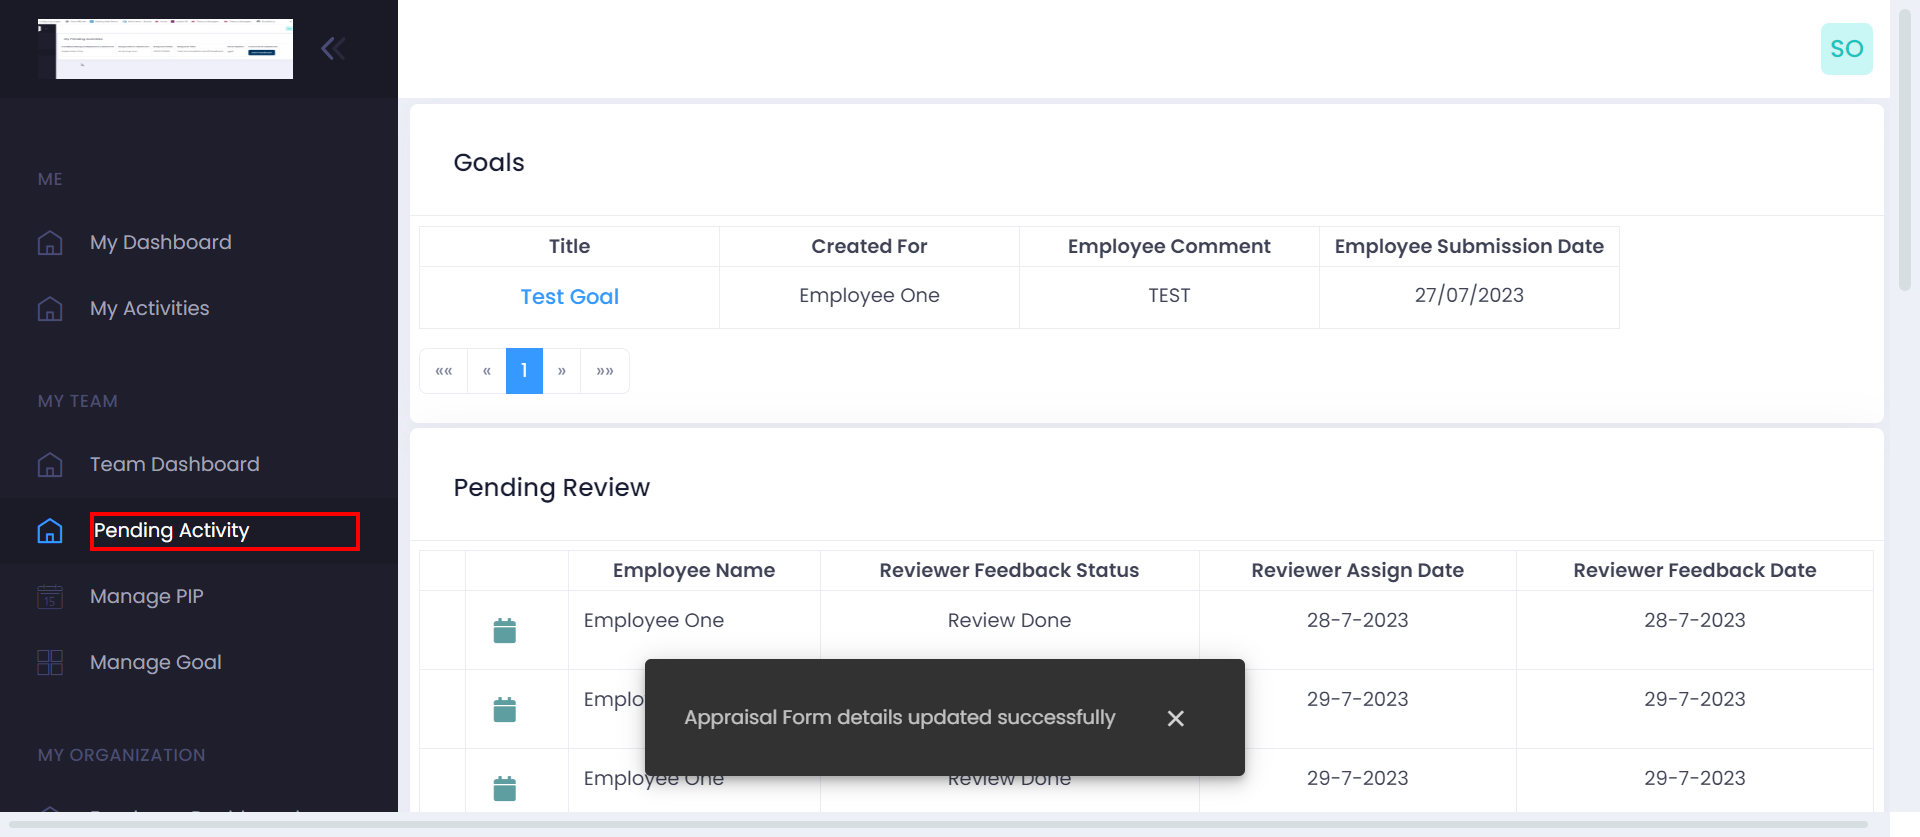 SO
ME
My Dashboard
My Activities
MY TEAM
Team Dashboard
Pending Activity
15
Manage PIP
Manage Goal
MY ORGANIZATION
Goals
Title Created For Employee Comment Employee Submission Date
Test Goal Employee One TEST 27/07/2023
«« « 1 » »»
Pending Review
Employee Name Reviewer Feedback Status Reviewer Assign Date Reviewer Feedback Date
Employee One Review Done 28-7-2023 28-7-2023
Emplo 29-7-2023 29-7-2023
Employee One Review Done 29-7-2023 29-7-2023
Appraisal Form details updated successfully ✕